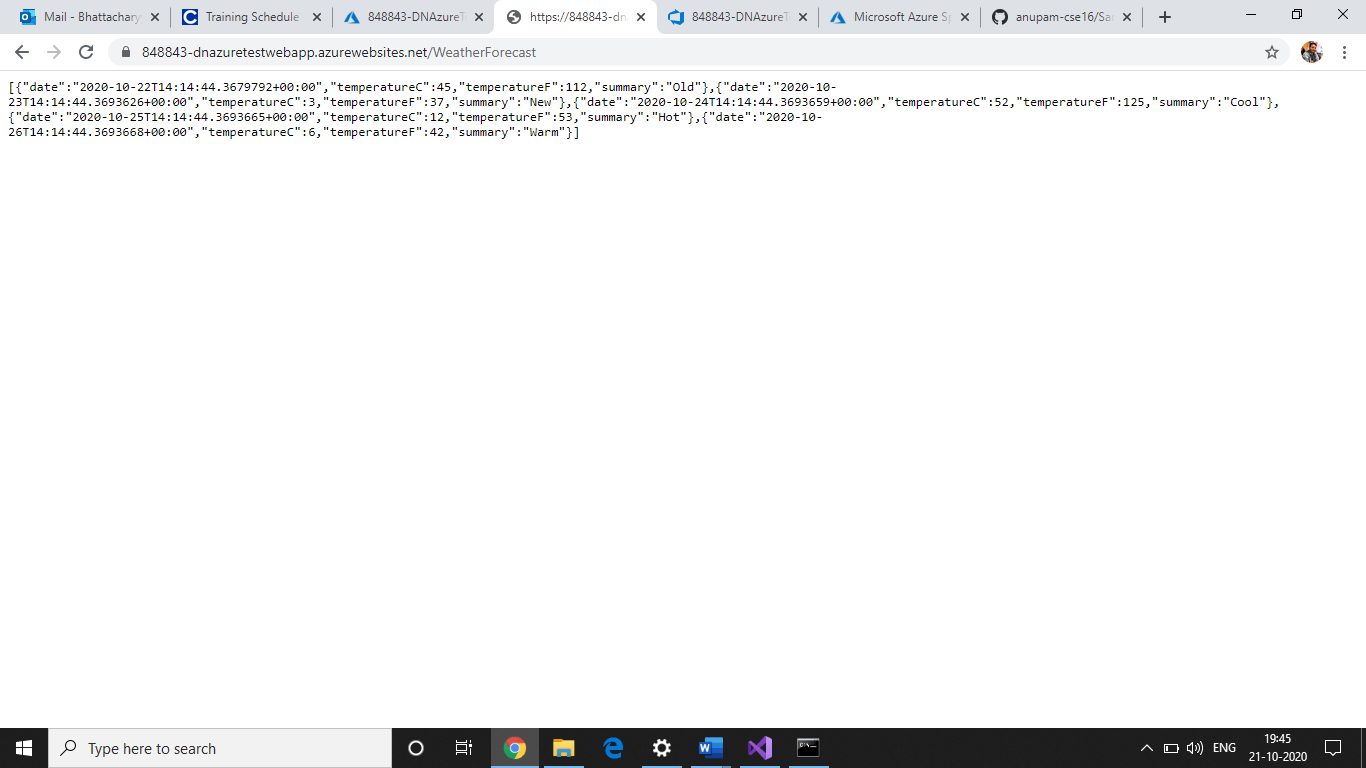 Mail - Bhattachary
Training Schedule
848843-DNAzureT
https://848843-dn
848843-DNAzureT
Microsoft Azure Sp
anupam-cse16/Sa
848843-dnazuretestwebapp.azurewebsites.net/WeatherForecast
[{"date":"2020-10-22T14:14:44.3679792+00:00","temperatureC":45,"temperatureF":112,"summary":"Old"},{"date":"2020-10-
23T14:14:44.3693626+00:00","temperatureC":3,"temperatureF":37,"summary":"New"},{"date":"2020-10-24T14:14:44.3693659+00:00","temperatureC":52,"temperatureF":125,"summary":"Cool"},
{"date":"2020-10-25T14:14:44.3693665+00:00","temperatureC":12,"temperatureF":53,"summary":"Hot"},{"date":"2020-10-
26T14:14:44.3693668+00:00","temperatureC":6,"temperatureF":42,"summary":"Warm"}]
Type here to search
ENG
19:45
21-10-2020